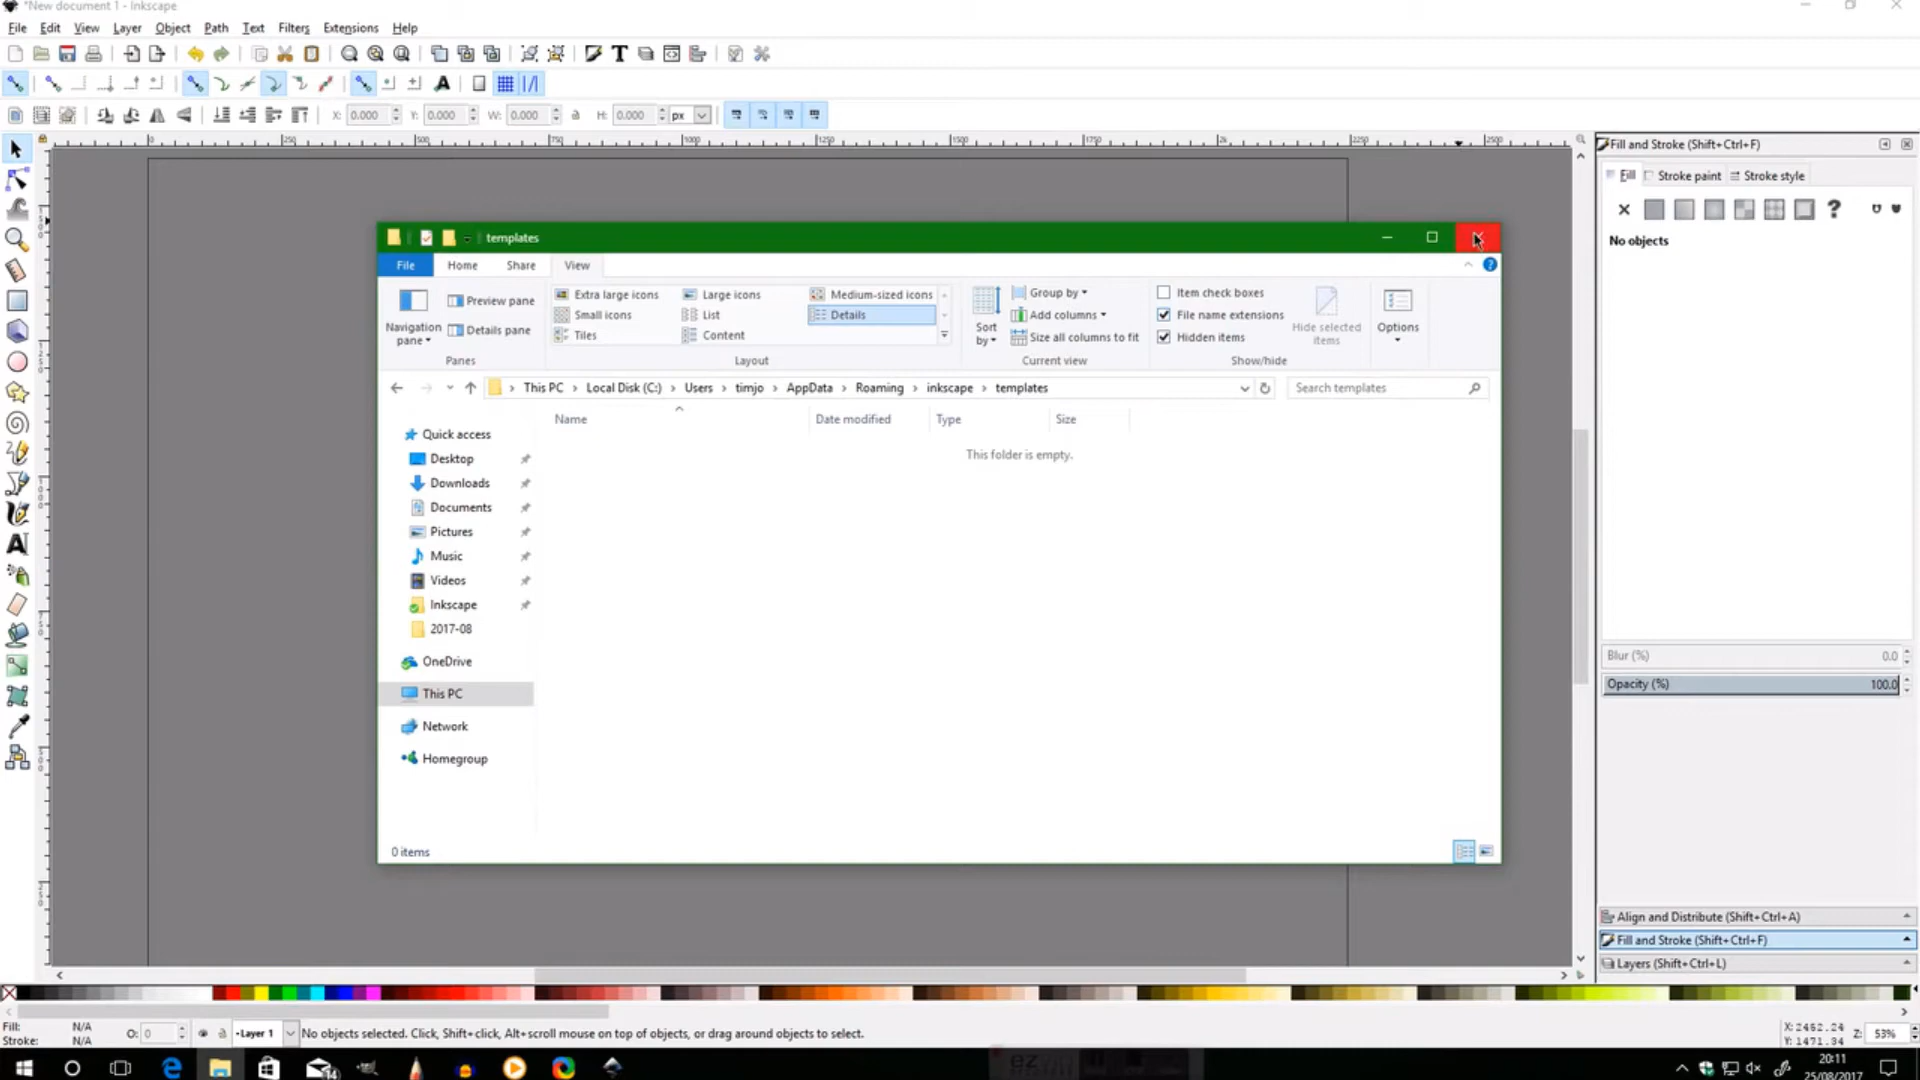 *New document 1 - Inkscape
File Edit View Layer Object Path Text Filters Extensions Help
X: 0.000 Y: 0.000 W: 0.000 H: 0.000 px
Fill and Stroke (Shift+Ctrl+F)
Fill Stroke paint Stroke style
No objects
Blur (%) 0.0
Opacity (%) 100.0
Align and Distribute (Shift+Ctrl+A)
Fill and Stroke (Shift+Ctrl+F)
Layers (Shift+Ctrl+L)
templates
File Home Share View
Navigation pane
Preview pane
Details pane
Panes
Extra large icons Large icons Medium-sized icons
Small icons List Details
Tiles Content
Layout
Sort by
Group by
Add columns
Size all columns to fit
Current view
Item check boxes
File name extensions
Hidden items
Hide selected items
Show/hide
Options
This PC > Local Disk (C:) > Users > timjo > AppData > Roaming > inkscape > templates
Search templates
Name Date modified Type Size
This folder is empty.
Quick access
Desktop
Downloads
Documents
Pictures
Music
Videos
Inkscape
2017-08
OneDrive
This PC
Network
Homegroup
0 items
Fill: N/A
Stroke: N/A
O: 0
Layer 1
No objects selected. Click, Shift+click, Alt+scroll mouse on top of objects, or drag around objects to select.
X: 2462.24
Y: 1471.34
Z: 53%
20:11
25/08/2017